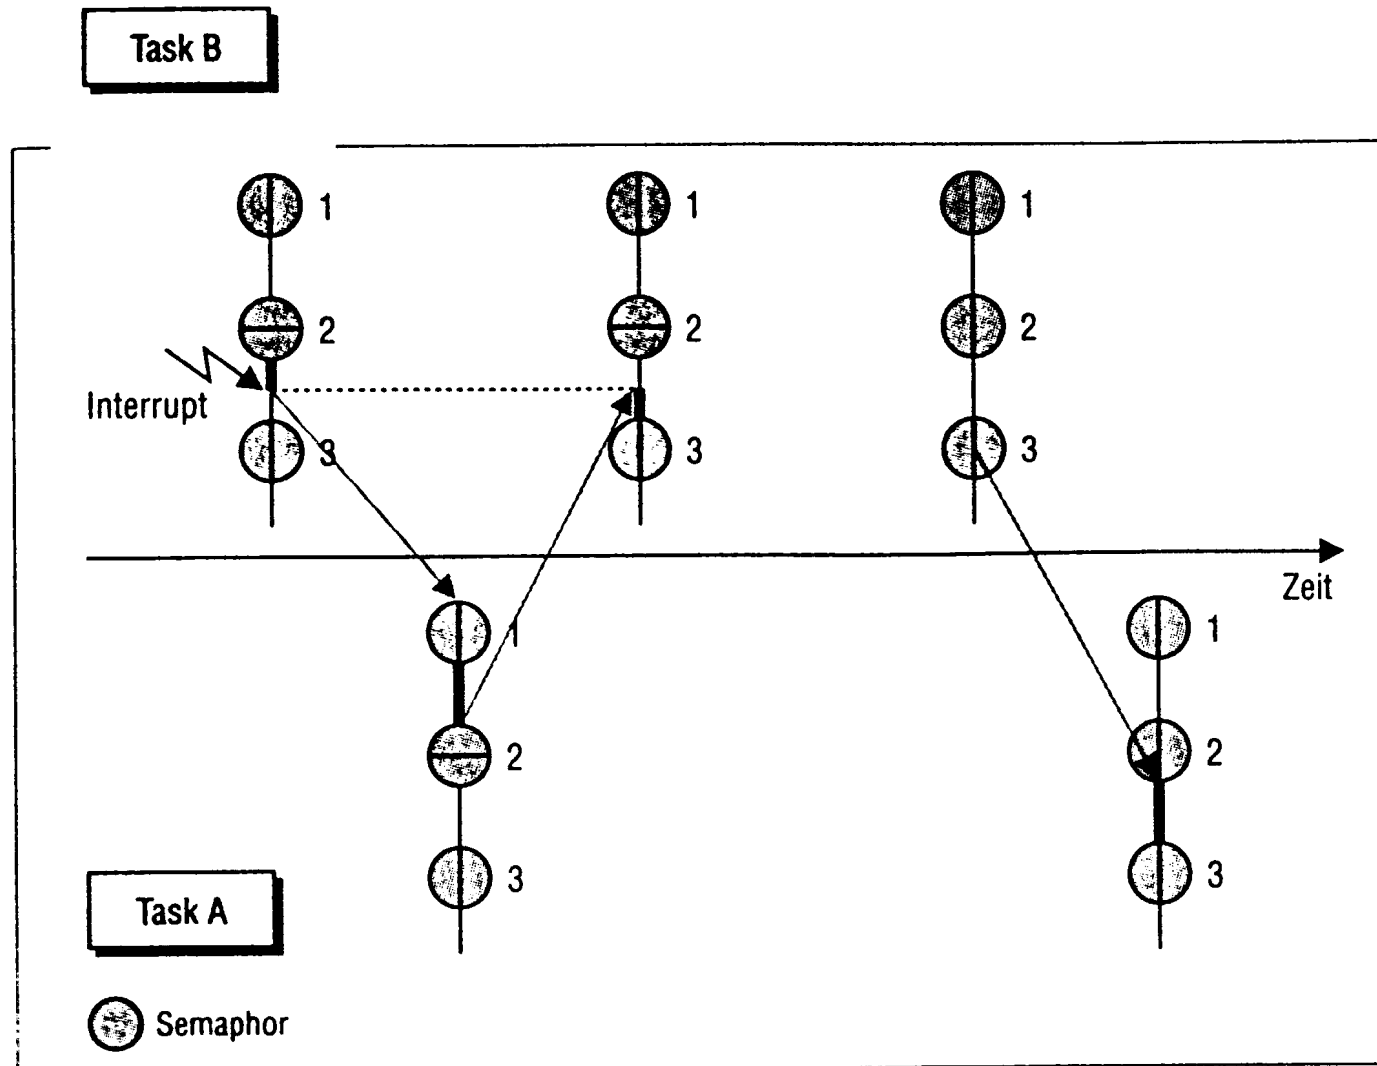 Task B
1 1 1
2 2 2
Interrupt
3 3 3
Zeit
1 1
2 2
3 3
Task A
Semaphor